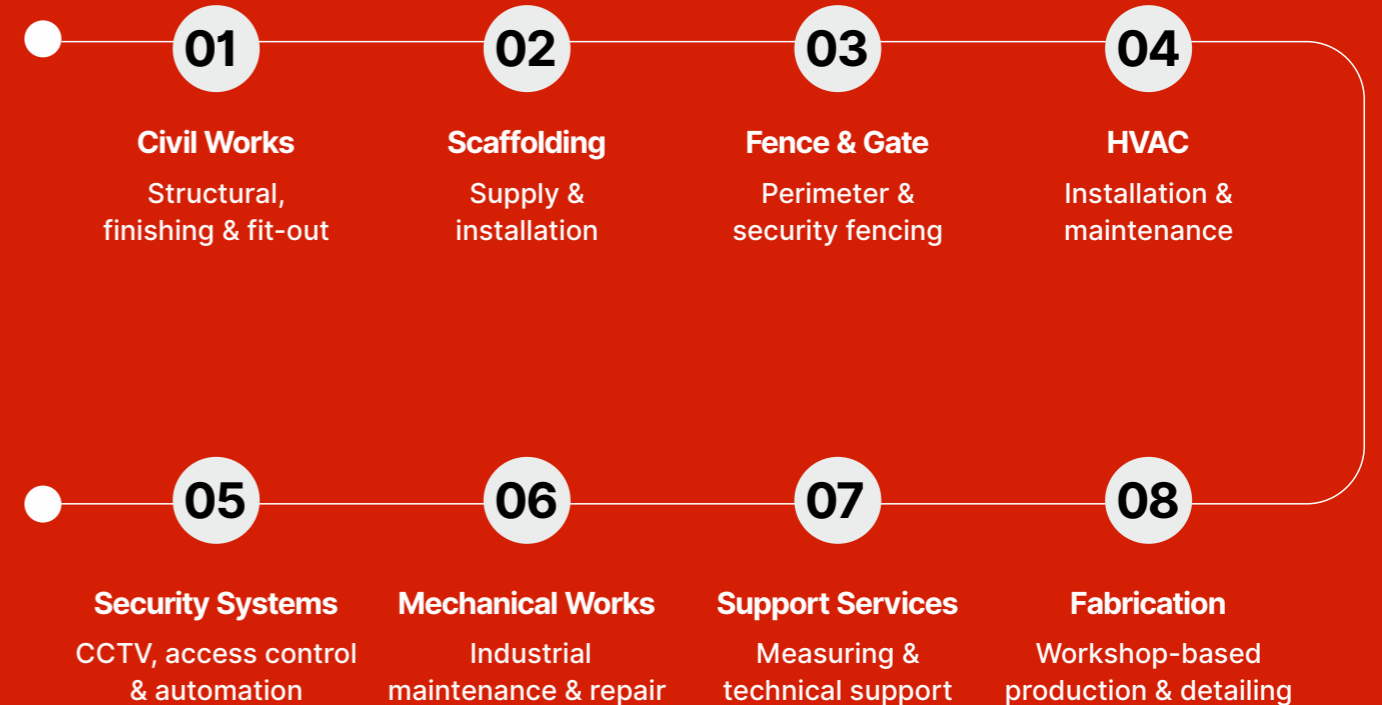 01
Civil Works
Structural,
finishing & fit-out
02
Scaffolding
Supply &
installation
03
Fence & Gate
Perimeter &
security fencing
04
HVAC
Installation &
maintenance
05
Security Systems
CCTV, access control
& automation
06
Mechanical Works
Industrial
maintenance & repair
07
Support Services
Measuring &
technical support
08
Fabrication
Workshop-based
production & detailing